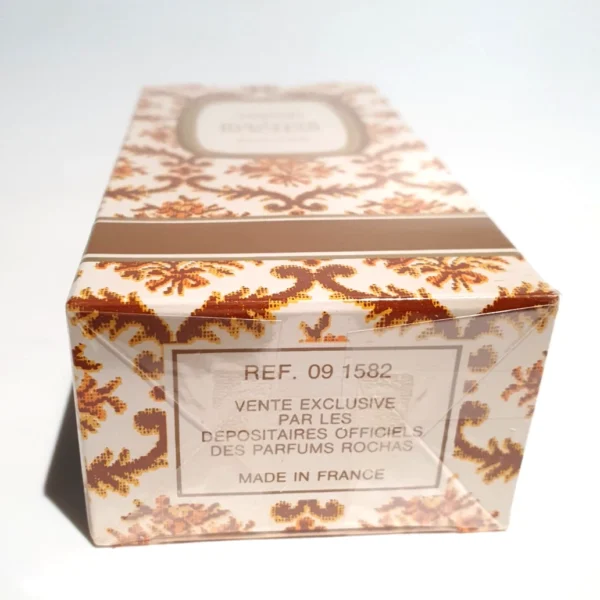 REF. 09 1582
VENTE EXCLUSIVE
PAR LES
DEPOSITAIRES OFFICIELS
DES PARFUMS ROCHAS
MADE IN FRANCE